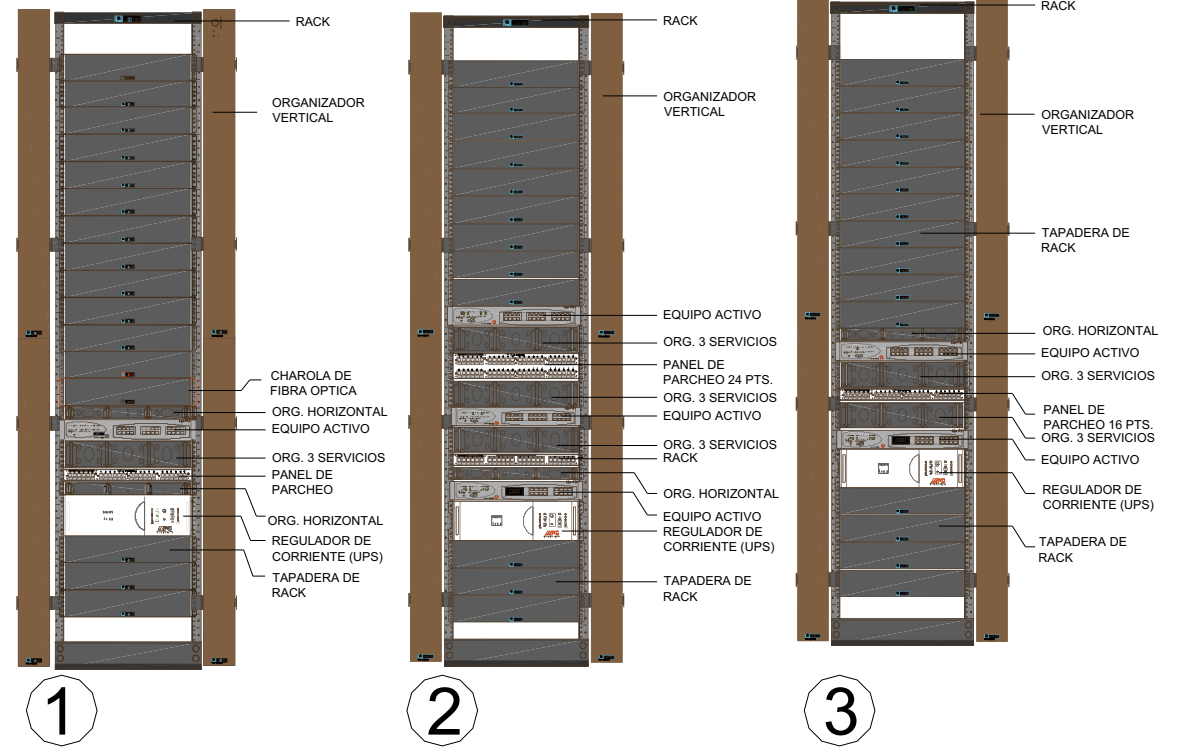 RACK
ORGANIZADOR
VERTICAL
CHAROLA DE
FIBRA OPTICA
ORG. HORIZONTAL
EQUIPO ACTIVO
ORG. 3 SERVICIOS
PANEL DE
PARCHEO
ORG. HORIZONTAL
REGULADOR DE
CORRIENTE (UPS)
TAPADERA DE
RACK
1
RACK
ORGANIZADOR
VERTICAL
EQUIPO ACTIVO
ORG. 3 SERVICIOS
PANEL DE
PARCHEO 24 PTS.
ORG. 3 SERVICIOS
EQUIPO ACTIVO
ORG. 3 SERVICIOS
RACK
ORG. HORIZONTAL
EQUIPO ACTIVO
REGULADOR DE
CORRIENTE (UPS)
TAPADERA DE
RACK
2
RACK
ORGANIZADOR
VERTICAL
TAPADERA DE
RACK
ORG. HORIZONTAL
EQUIPO ACTIVO
ORG. 3 SERVICIOS
PANEL DE
PARCHEO 16 PTS.
ORG. 3 SERVICIOS
EQUIPO ACTIVO
REGULADOR DE
CORRIENTE (UPS)
TAPADERA DE
RACK
3